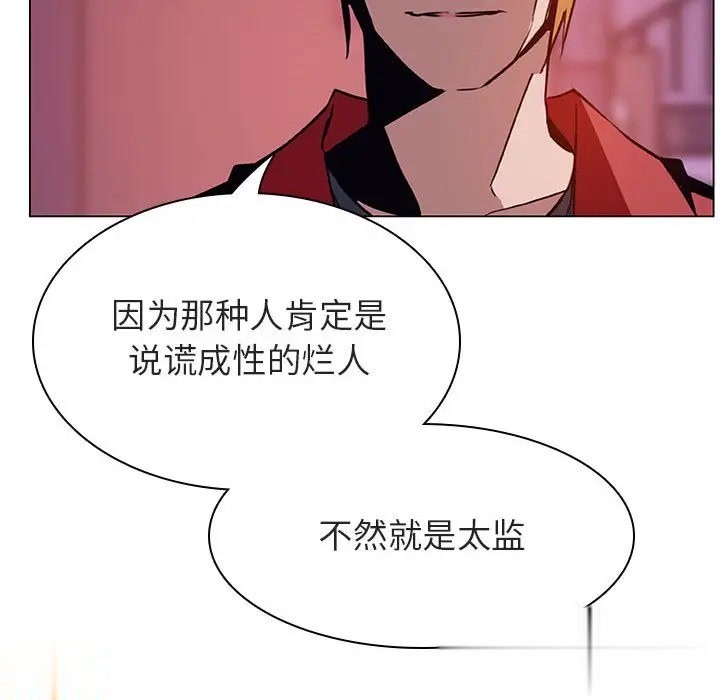 因为那种人肯定是
说谎成性的烂人
不然就是太监